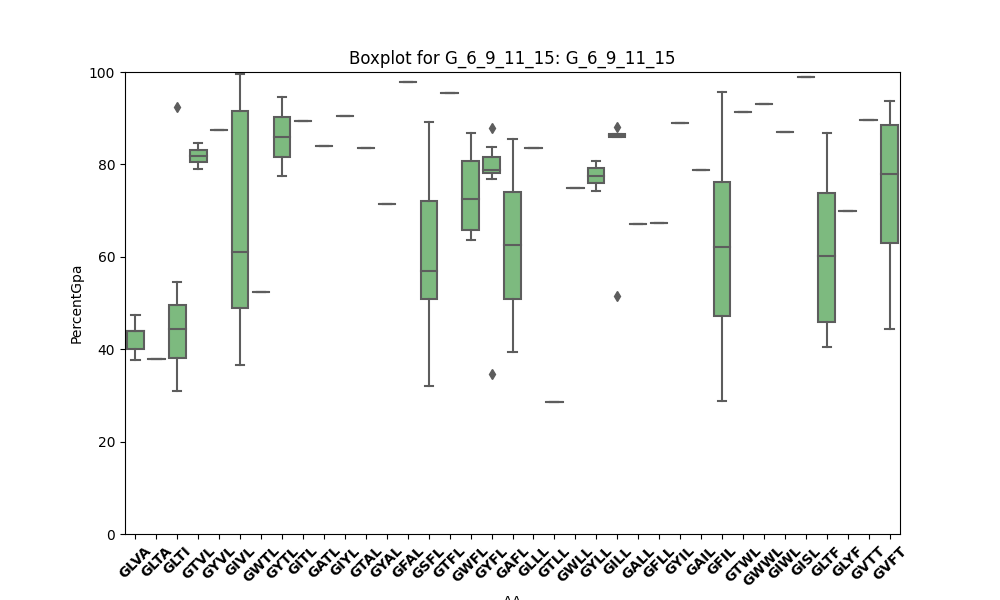 Boxplot for G_6_9_11_15: G_6_9_11_15
PercentGpa
100
80
60
40
20
0
GLVA
GLTA
GLTI
GTVL
GYVL
GIVL
GWTL
GYTL
GITL
GATL
GIYL
GTAL
GYAL
GFAL
GSFL
GTFL
GWFL
GYFL
GAFL
GLLL
GTLL
GWLL
GYLL
GILL
GALL
GFLL
GYIL
GAIL
GFIL
GTWL
GWWL
GIWL
GISL
GLTF
GLYF
GVTT
GVFT